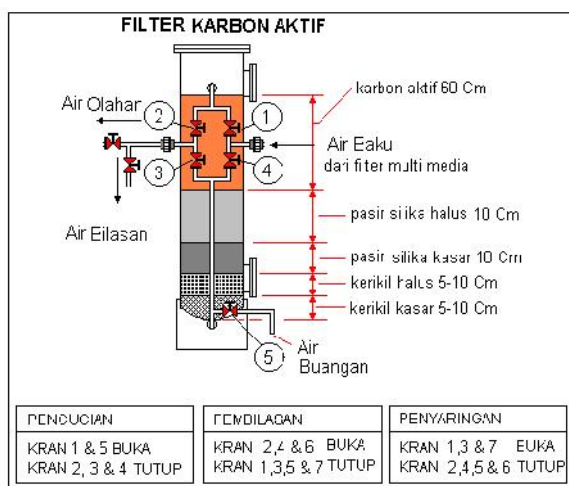 FILTER KARBON AKTIF
karbon aktif 60 Cm
Air Olahar
2
1
Air Eaku
dari filter multi media
3
4
Air Eilasan
pasir silika halus 10 Cm
pasir silika kasar 10 Cm
kerikil halus 5-10 Cm
kerikil kasar 5-10 Cm
5
Air
Buangan
PENCUCIAN
KRAN 1 & 5 BUKA
KRAN 2, 3 & 4 TUTUP
PEMBILAGAN
KRAN 2,4 & 6 BUKA
KRAN 1,3,5 & 7 TUTUP
PENYARINGAN
KRAN 1,3 & 7 EUKA
KRAN 2,4,5 & 6 TUTUP